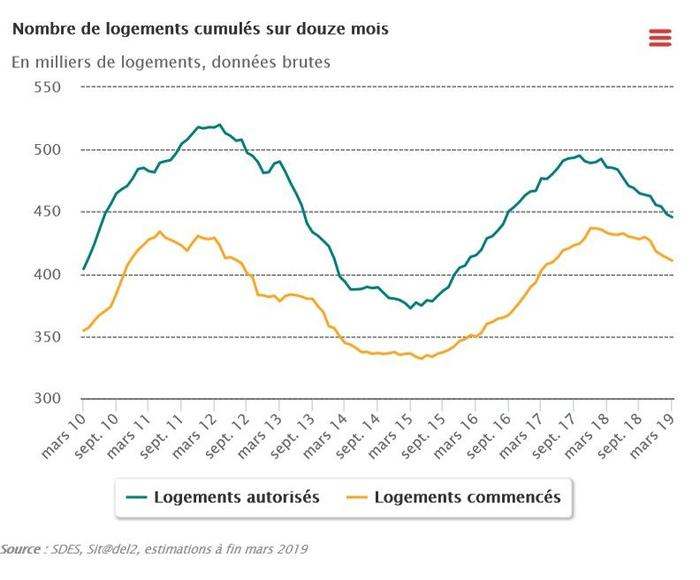 Nombre de logements cumulés sur douze mois
En milliers de logements, données brutes
550
500
450
400
350
300
mars 10
sept. 10
mars 11
sept. 11
mars 12
sept. 12
mars 13
sept. 13
mars 14
sept. 14
mars 15
sept. 15
mars 16
sept. 16
mars 17
sept. 17
mars 18
sept. 18
mars 19
Logements autorisés
Logements commencés
Source : SDES, Sit@del2, estimations à fin mars 2019